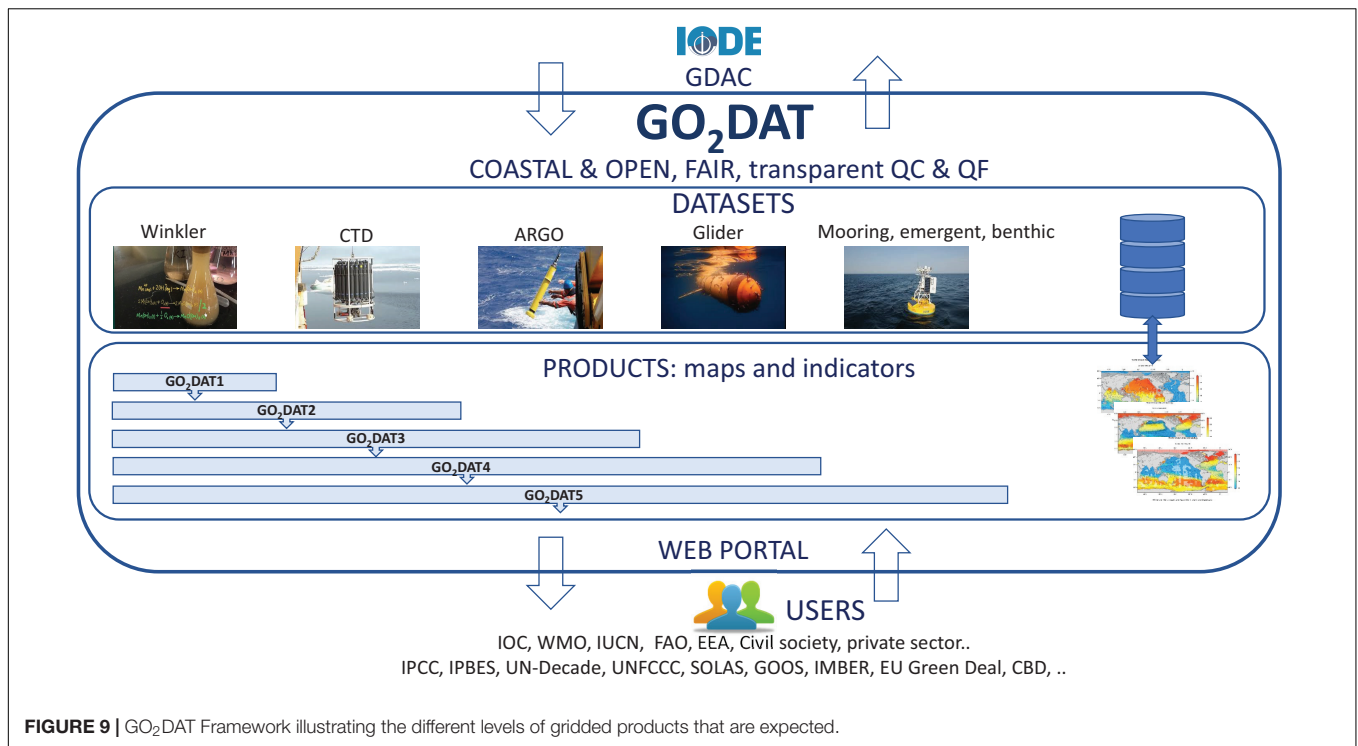 IODE
GDAC
GO₂DAT
COASTAL & OPEN, FAIR, transparent QC & QF
DATASETS
Winkler
CTD
ARGO
Glider
Mooring, emergent, benthic
PRODUCTS: maps and indicators
GO₂DAT1
GO₂DAT2
GO₂DAT3
GO₂DAT4
GO₂DAT5
WEB PORTAL
USERS
IOC, WMO, IUCN, FAO, EEA, Civil society, private sector..
IPCC, IPBES, UN-Decade, UNFCCC, SOLAS, GOOS, IMBER, EU Green Deal, CBD, ..
FIGURE 9 | GO₂DAT Framework illustrating the different levels of gridded products that are expected.